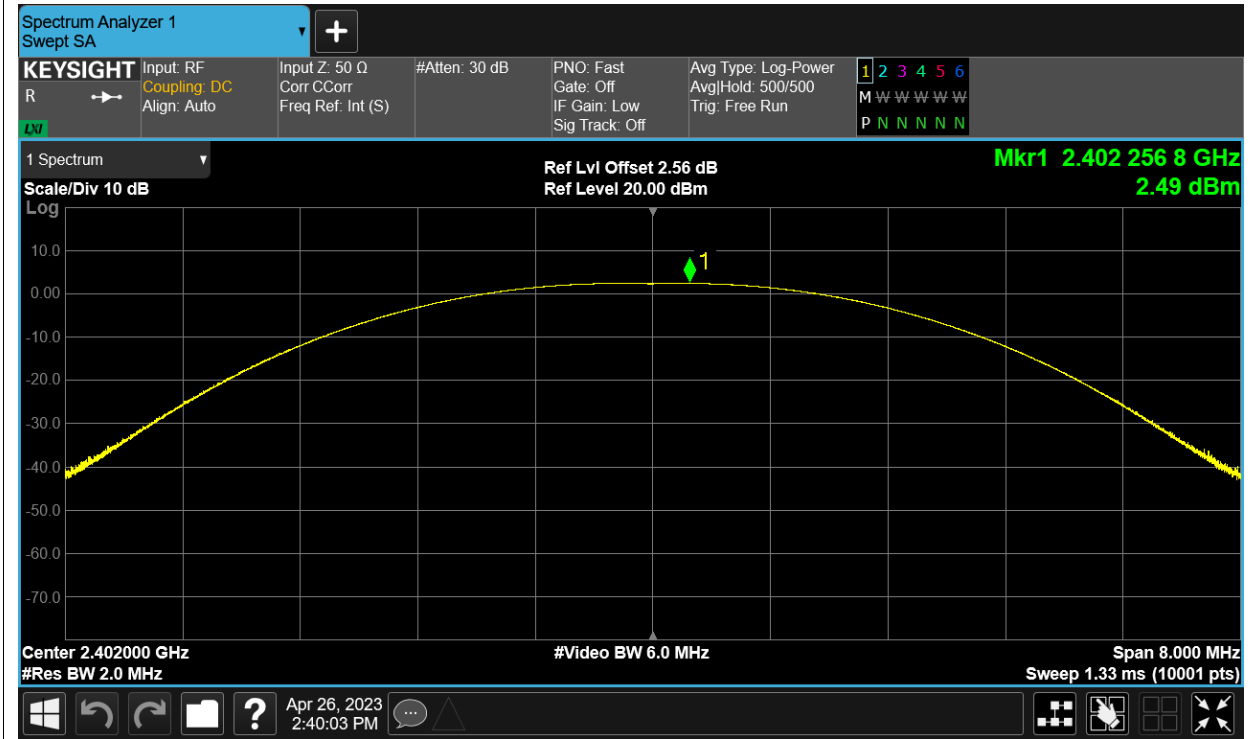 Spectrum Analyzer 1
Swept SA
KEYSIGHT
R
LXI
Input: RF
Coupling: DC
Align: Auto
Input Z: 50 Ω
Corr CCorr
Freq Ref: Int (S)
#Atten: 30 dB
PNO: Fast
Gate: Off
IF Gain: Low
Sig Track: Off
Avg Type: Log-Power
Avg|Hold: 500/500
Trig: Free Run
1 2 3 4 5 6
M W W W W W
P N N N N N
1 Spectrum
Scale/Div 10 dB
Log
Ref Lvl Offset 2.56 dB
Ref Level 20.00 dBm
Mkr1 2.402 256 8 GHz
2.49 dBm
1
10.0
0.00
-10.0
-20.0
-30.0
-40.0
-50.0
-60.0
-70.0
Center 2.402000 GHz
#Video BW 6.0 MHz
Span 8.000 MHz
#Res BW 2.0 MHz
Sweep 1.33 ms (10001 pts)
?
Apr 26, 2023
2:40:03 PM